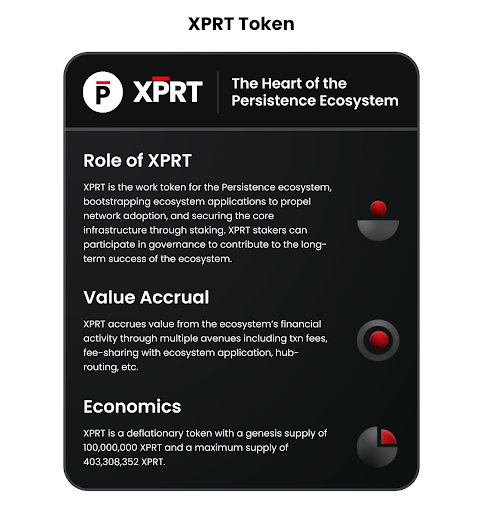 XPRT Token
P
XPRT
The Heart of the
Persistence Ecosystem
Role of XPRT
XPRT is the work token for the Persistence ecosystem,
bootstrapping ecosystem applications to propel
network adoption, and securing the core
infrastructure through staking. XPRT stakers can
participate in governance to contribute to the long-
term success of the ecosystem.
Value Accrual
XPRT accrues value from the ecosystem's financial
activity through multiple avenues including txn fees,
fee-sharing with ecosystem application, hub-
routing, etc.
Economics
XPRT is a deflationary token with a genesis supply of
100,000,000 XPRT and a maximum supply of
403,308,352 XPRT.